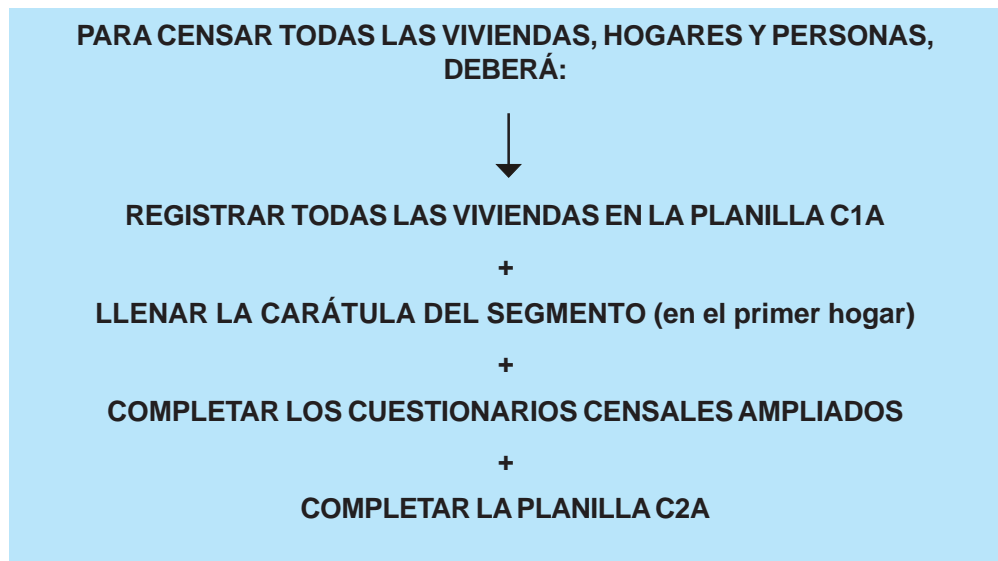 PARA CENSAR TODAS LAS VIVIENDAS, HOGARES Y PERSONAS,
DEBERÁ:
REGISTRAR TODAS LAS VIVIENDAS EN LA PLANILLA C1A
+
LLENAR LA CARÁTULA DEL SEGMENTO (en el primer hogar)
+
COMPLETAR LOS CUESTIONARIOS CENSALES AMPLIADOS
+
COMPLETAR LA PLANILLA C2A